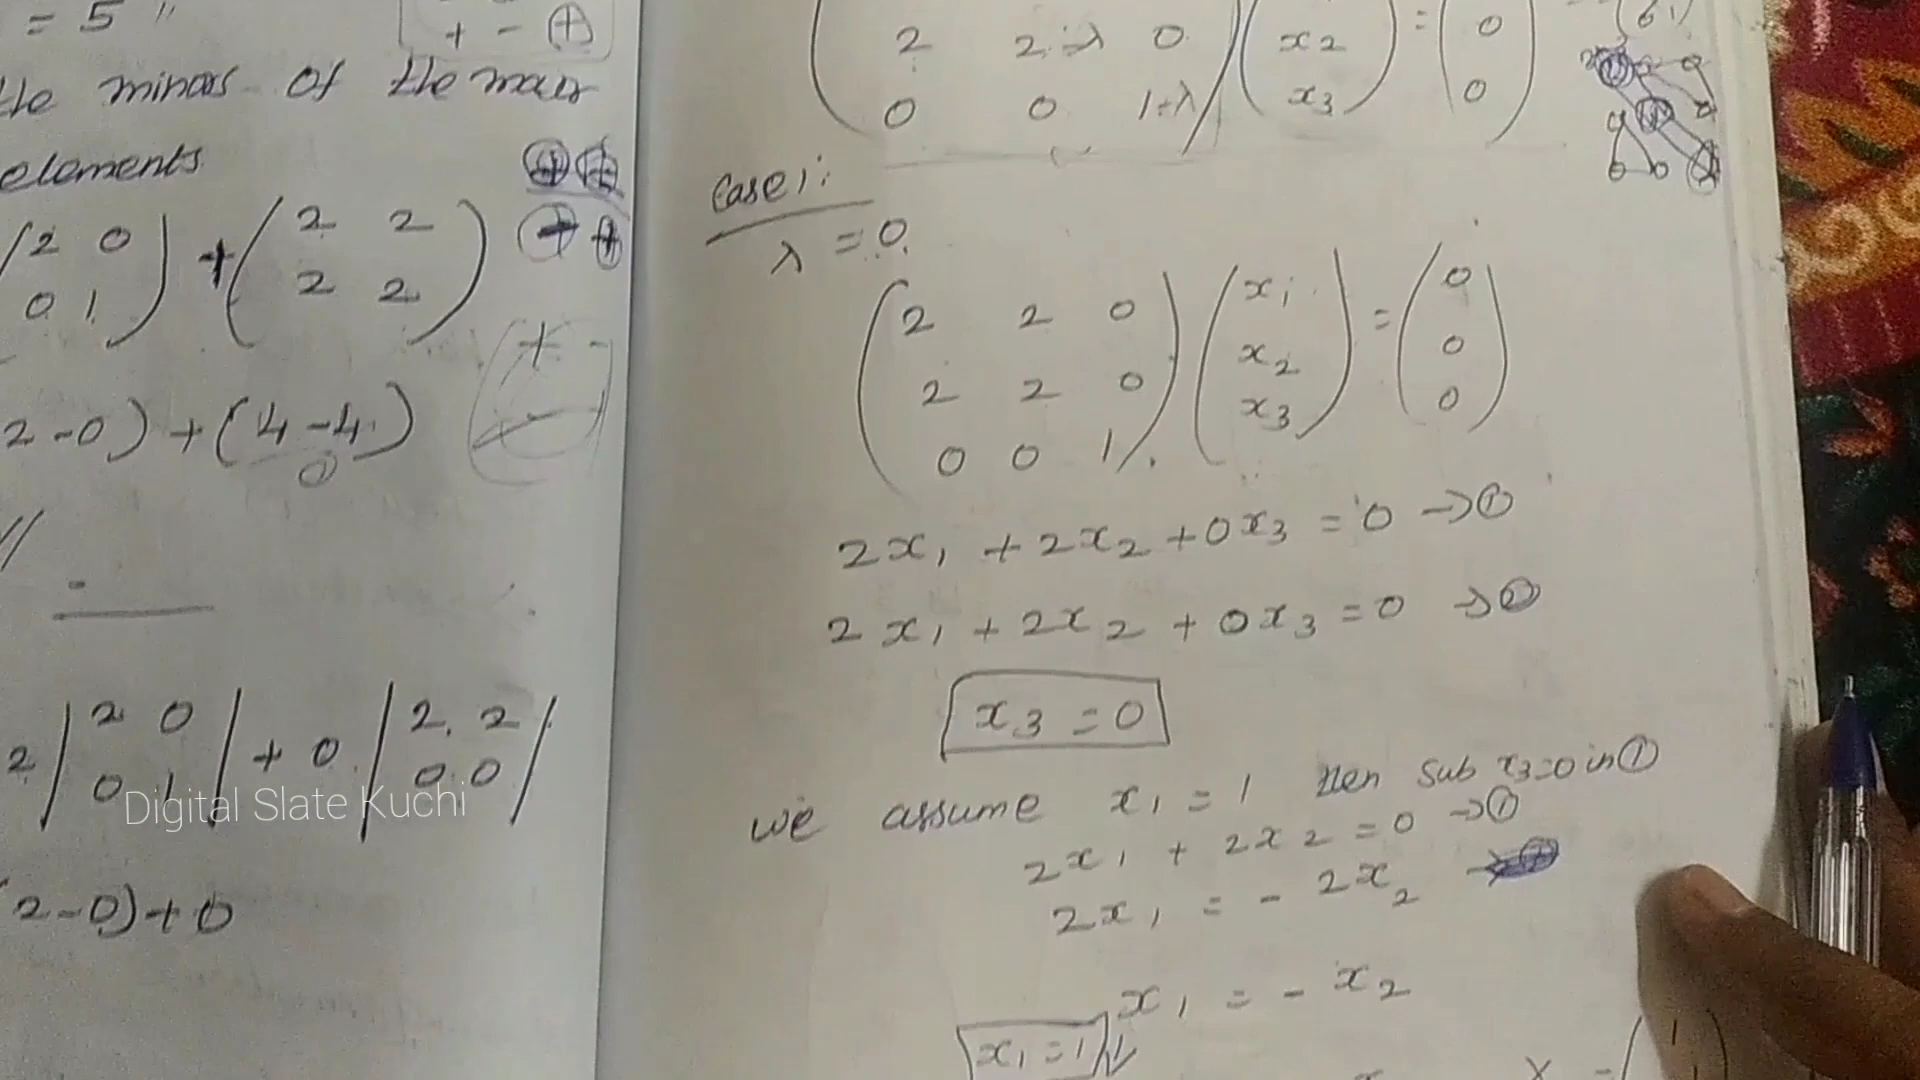 = 5 "
+ - +
the minors of the main
elements
(2 0) + (2 2)
(0 1) (2 2)
2-0) + (4-4)
0
2 |2 0| + 0 |2 2|
|0 1| |0 0|
Digital Slate Kuchi
(2-0)+0
2 2-λ 0 x2 = 0
0 0 1-λ x3 0
Case 1:
λ = 0
(2 2 0) (x1) = (0)
(2 2 0) (x2) (0)
(0 0 1) (x3) (0)
2x1 + 2x2 + 0x3 = 0 → ①
2x1 + 2x2 + 0x3 = 0 → ②
x3 = 0
we assume x1 = 1 then sub x3=0 in ①
2x1 + 2x2 = 0 → ①
2x1 = - 2x2
x1 = - x2
x1 = 1